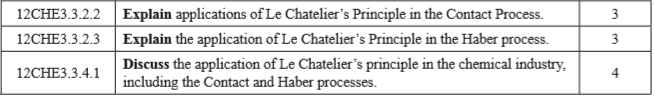 12CHE3.3.2.2 Explain applications of Le Chatelier's Principle in the Contact Process. 3
12CHE3.3.2.3 Explain the application of Le Chatelier's Principle in the Haber process. 3
12CHE3.3.4.1 Discuss the application of Le Chatelier's principle in the chemical industry, 4
including the Contact and Haber processes.